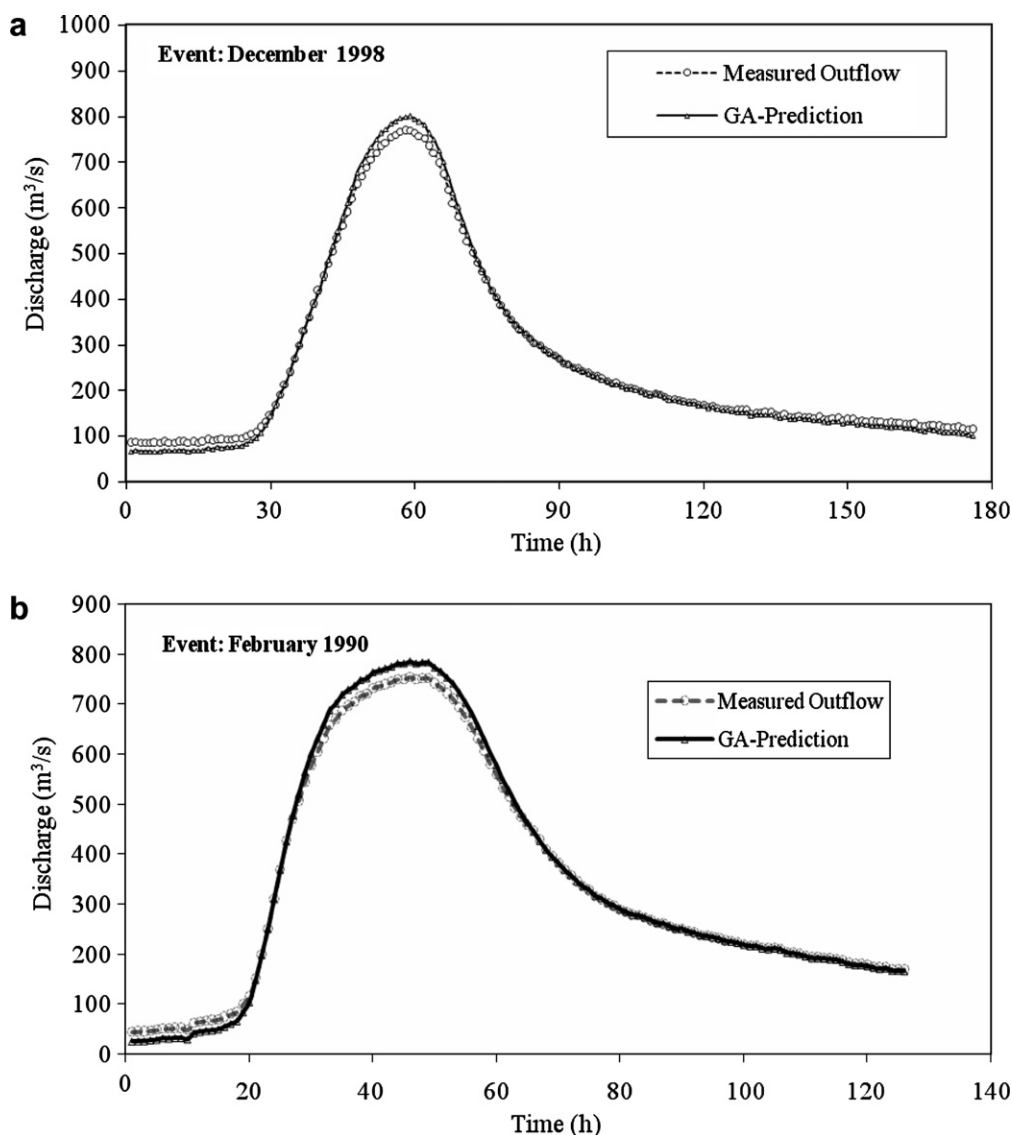 a
Event: December 1998
Measured Outflow
GA-Prediction
Discharge (m³/s)
1000
900
800
700
600
500
400
300
200
100
0
0 30 60 90 120 150 180
Time (h)
b
Event: February 1990
Measured Outflow
GA-Prediction
Discharge (m³/s)
900
800
700
600
500
400
300
200
100
0
0 20 40 60 80 100 120 140
Time (h)